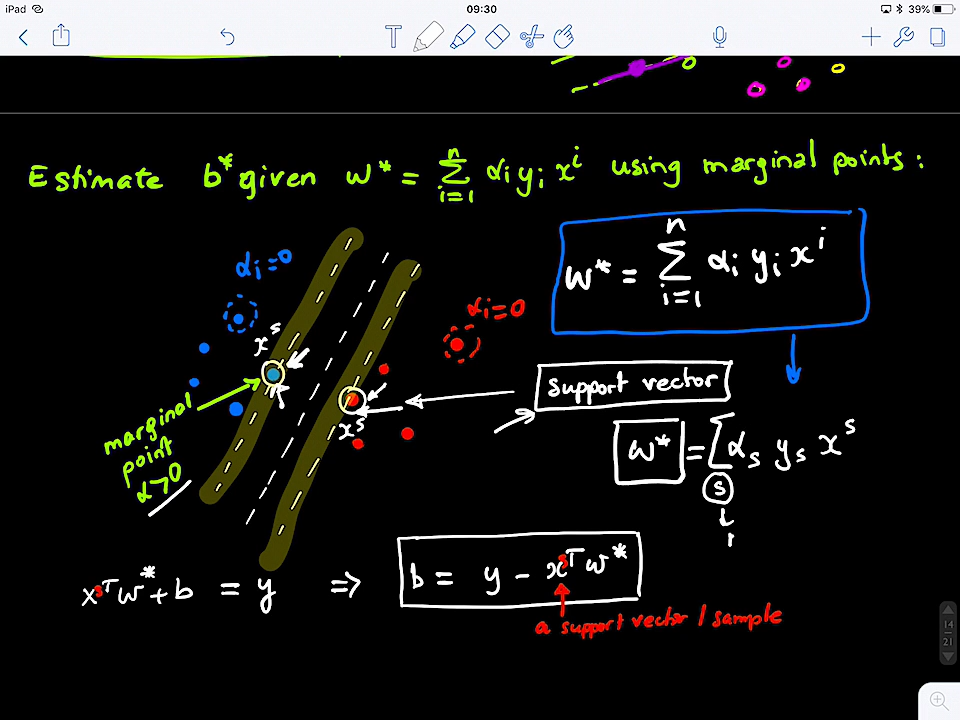 iPad 09:30 39%
T
Estimate b* given w* = Σ_{i=1}^{n} αi yi x^i using marginal points:
αi=0
αi=0
w* = Σ_{i=1}^{n} αi yi x^i
x^s
support vector
marginal point α>0
x^s
w* = Σ_s αs ys x^s
x^sT w* + b = y ⇒ b = y - x^sT w*
a support vector / sample
14
21